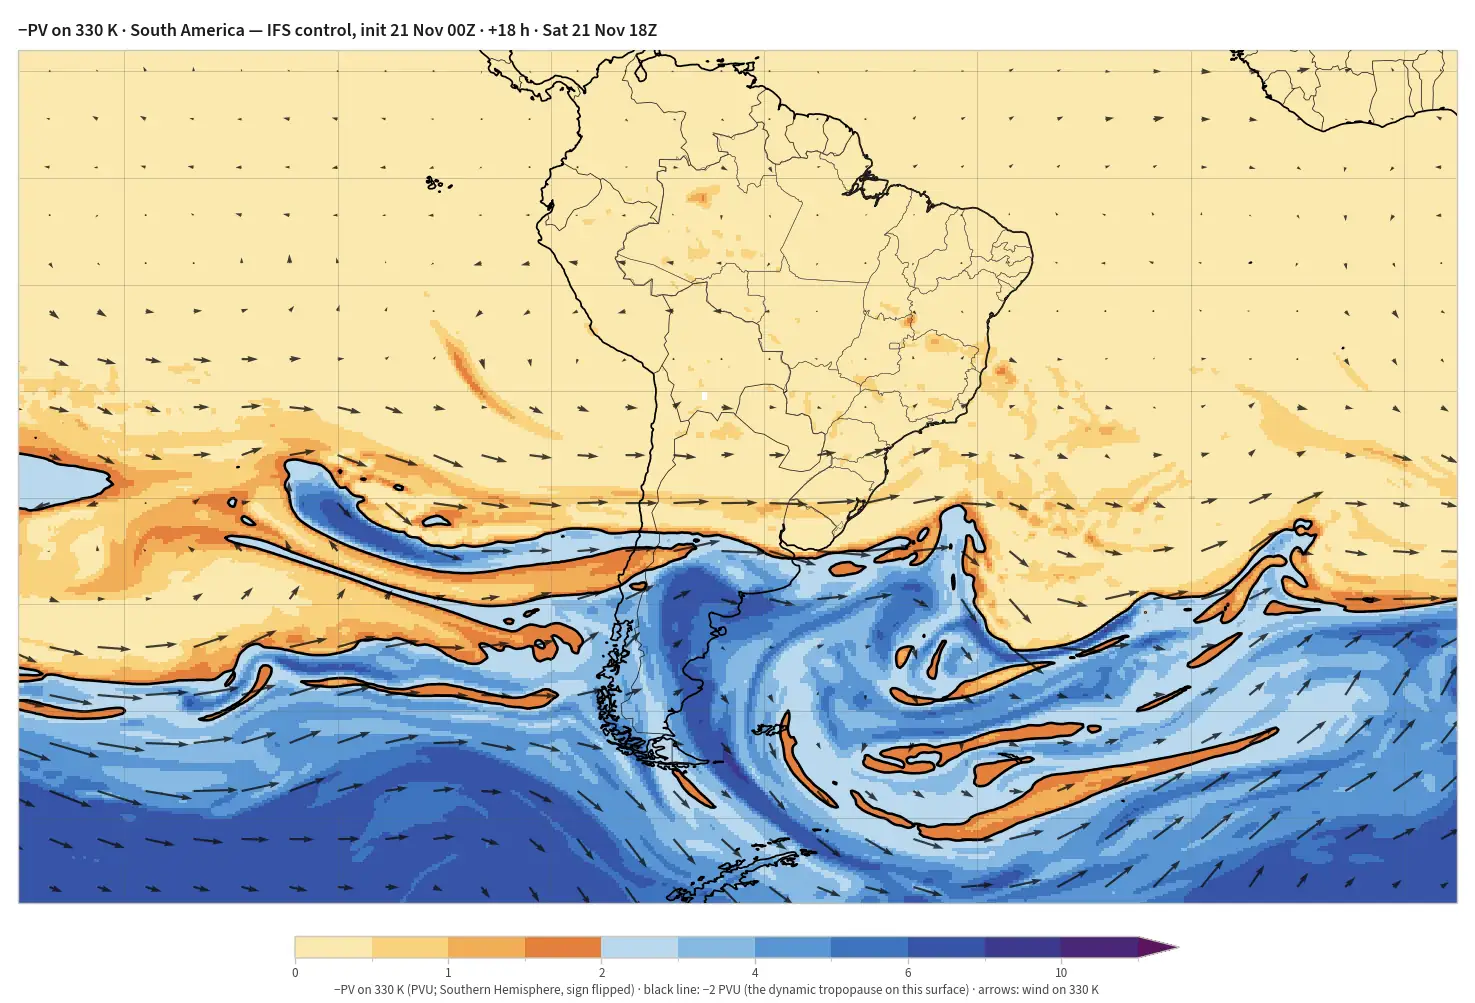 −PV on 330 K · South America — IFS control, init 21 Nov 00Z · +18 h · Sat 21 Nov 18Z
0 1 2 4 6 10
−PV on 330 K (PVU; Southern Hemisphere, sign flipped) · black line: −2 PVU (the dynamic tropopause on this surface) · arrows: wind on 330 K